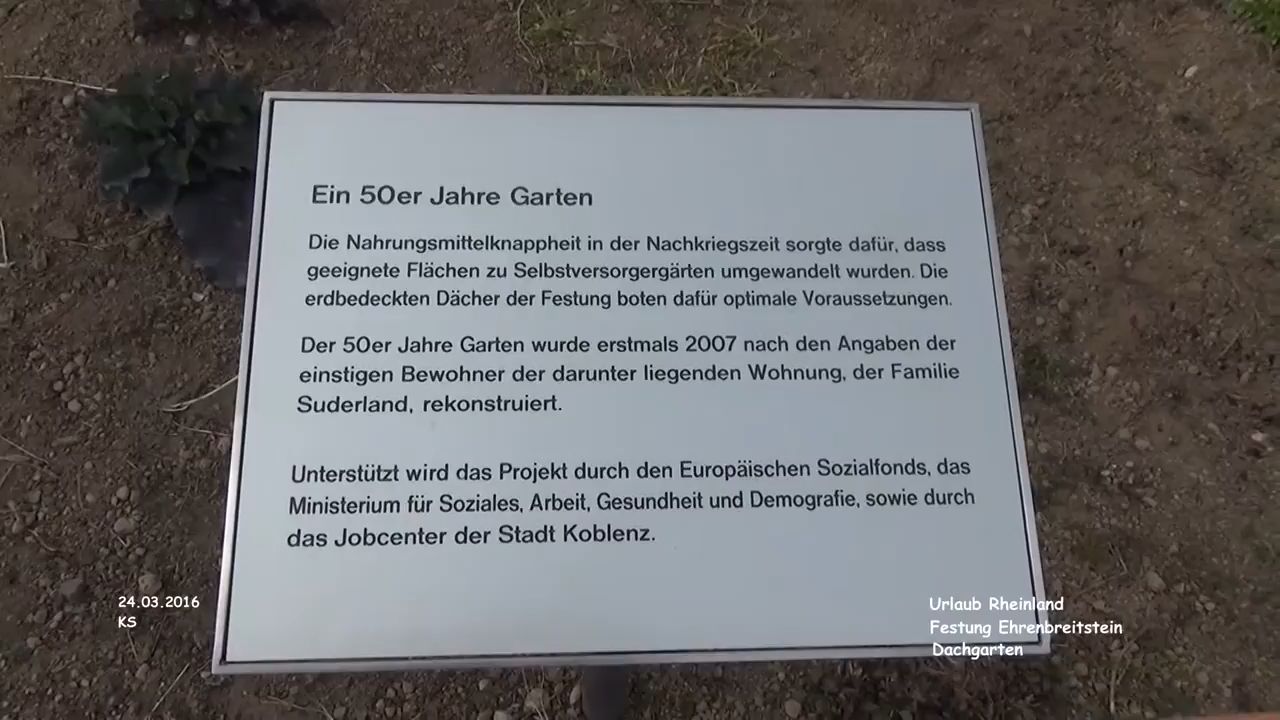 Ein 50er Jahre Garten
Die Nahrungsmittelknappheit in der Nachkriegszeit sorgte dafür, dass
geeignete Flächen zu Selbstversorgergärten umgewandelt wurden. Die
erdbedeckten Dächer der Festung boten dafür optimale Voraussetzungen.
Der 50er Jahre Garten wurde erstmals 2007 nach den Angaben der
einstigen Bewohner der darunter liegenden Wohnung, der Familie
Suderland, rekonstruiert.
Unterstützt wird das Projekt durch den Europäischen Sozialfonds, das
Ministerium für Soziales, Arbeit, Gesundheit und Demografie, sowie durch
das Jobcenter der Stadt Koblenz.
24.03.2016
KS
Urlaub Rheinland
Festung Ehrenbreitstein
Dachgarten